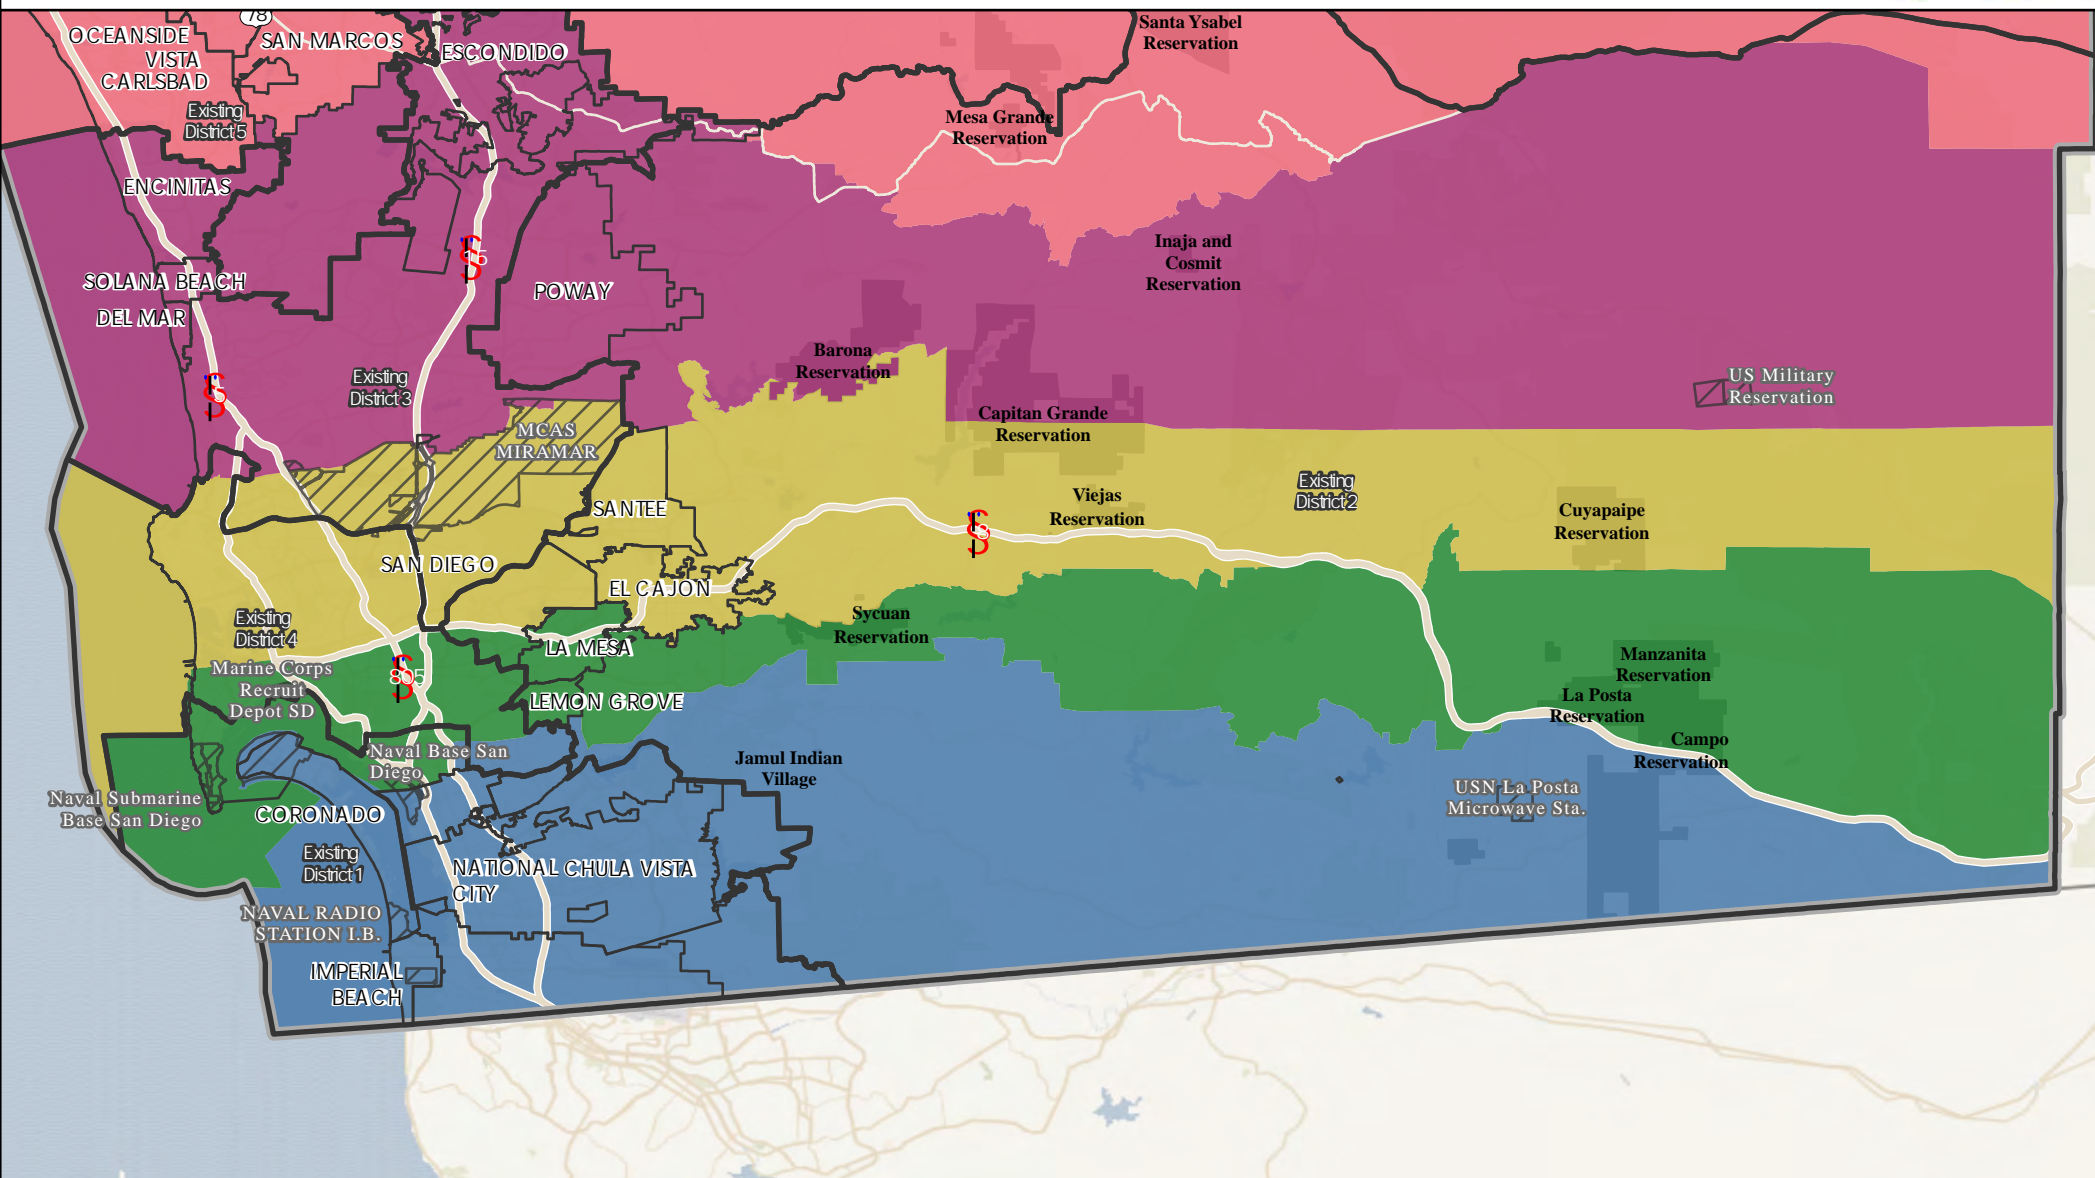 78
OCEANSIDE
VISTA
CARLSBAD
SAN MARCOS
ESCONDIDO
Santa Ysabel
Reservation
Existing
District 5
Mesa Grande
Reservation
ENCINITAS
SOLANA BEACH
DEL MAR
15
POWAY
Inaja and
Cosmit
Reservation
Existing
District 3
5
Barona
Reservation
US Military
Reservation
MCAS
MIRAMAR
Capitan Grande
Reservation
SANTEE
Viejas
Reservation
Existing
District 2
Cuyapaipe
Reservation
8
SAN DIEGO
EL CAJON
Existing
District 4
Sycuan
Reservation
LA MESA
Marine Corps
Recruit
Depot SD
805
LEMON GROVE
Manzanita
Reservation
La Posta
Reservation
Campo
Reservation
Naval Base San
Diego
Jamul Indian
Village
Naval Submarine
Base San Diego
CORONADO
USN La Posta
Microwave Sta.
Existing
District 1
NATIONAL
CITY
CHULA VISTA
NAVAL RADIO
STATION I.B.
IMPERIAL
BEACH